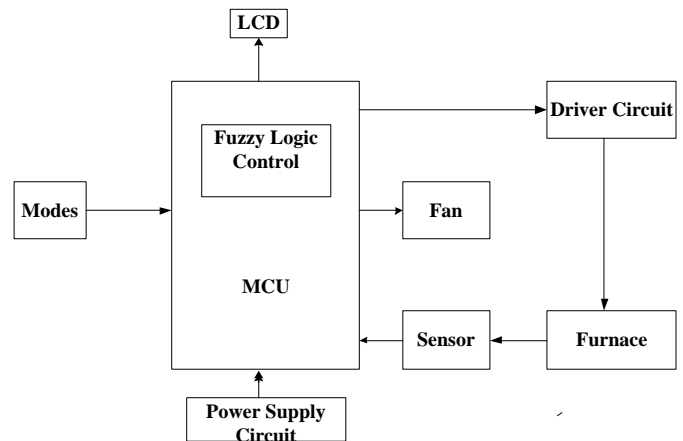 LCD
Driver Circuit
Fuzzy Logic
Control
Modes
Fan
MCU
Sensor
Furnace
Power Supply
Circuit